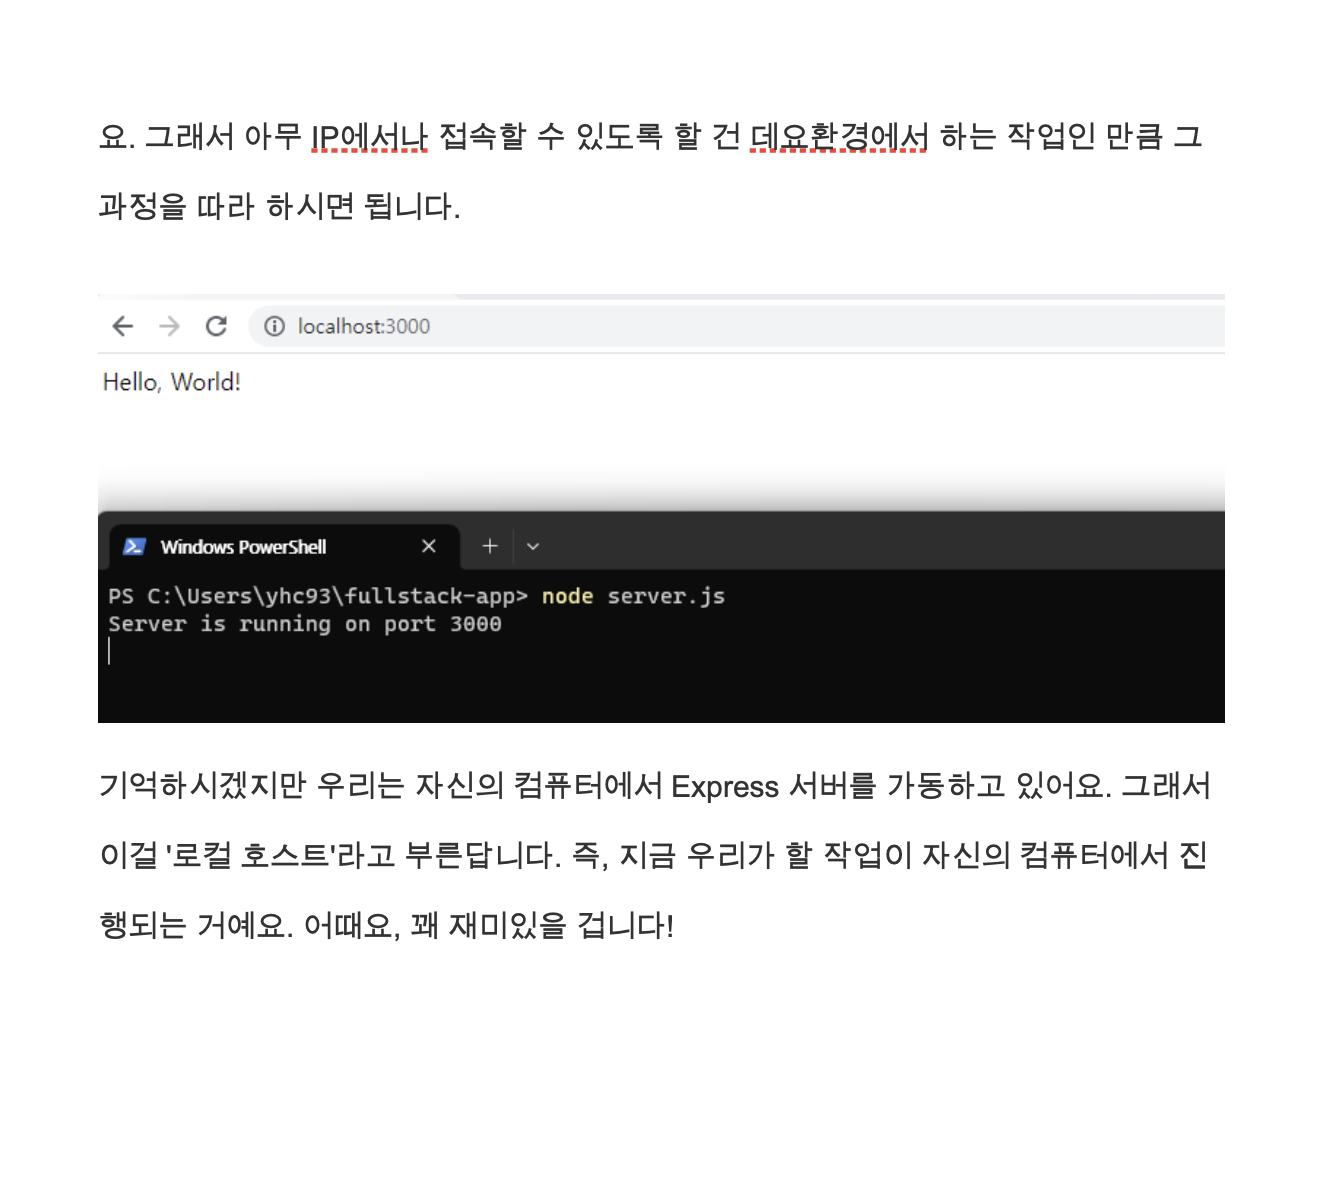 요. 그래서 아무 IP에서나 접속할 수 있도록 할 건 데요환경에서 하는 작업인 만큼 그
과정을 따라 하시면 됩니다.
localhost:3000
Hello, World!
Windows PowerShell
PS C:\Users\yhc93\fullstack-app> node server.js
Server is running on port 3000
기억하시겠지만 우리는 자신의 컴퓨터에서 Express 서버를 가동하고 있어요. 그래서
이걸 '로컬 호스트'라고 부른답니다. 즉, 지금 우리가 할 작업이 자신의 컴퓨터에서 진
행되는 거예요. 어때요, 꽤 재미있을 겁니다!